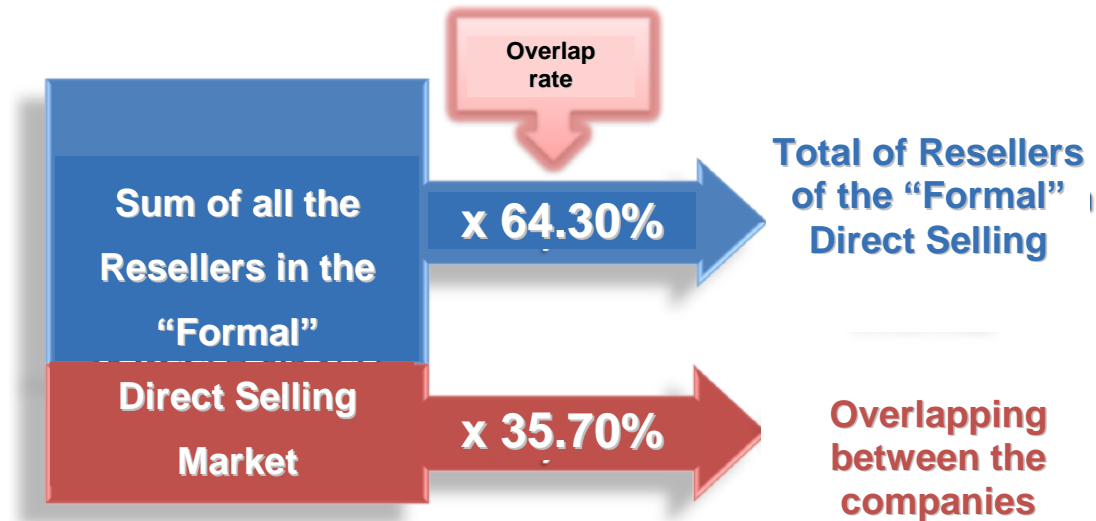 Overlap
rate
Sum of all the
Resellers in the
“Formal”
Direct Selling
Market
x 64.30%
x 35.70%
Total of Resellers
of the “Formal”
Direct Selling
Overlapping
between the
companies